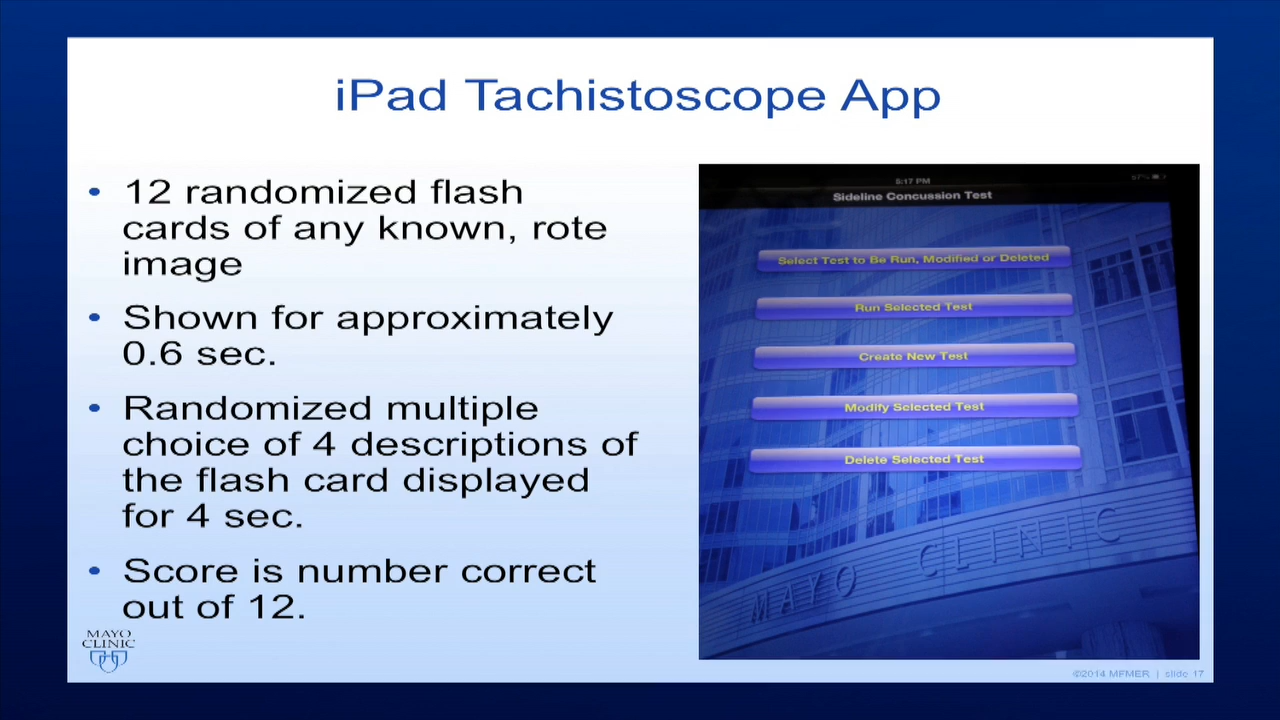 iPad Tachistoscope App
• 12 randomized flash
cards of any known, rote
image
• Shown for approximately
0.6 sec.
• Randomized multiple
choice of 4 descriptions of
the flash card displayed
for 4 sec.
• Score is number correct
out of 12.
MAYO
CLINIC
5:17 PM
57%
Sideline Concussion Test
Select Test to Be Run, Modified or Deleted
Run Selected Test
Create New Test
Modify Selected Test
Delete Selected Test
MAYO CLINIC
©2014 MFMER | slide-17